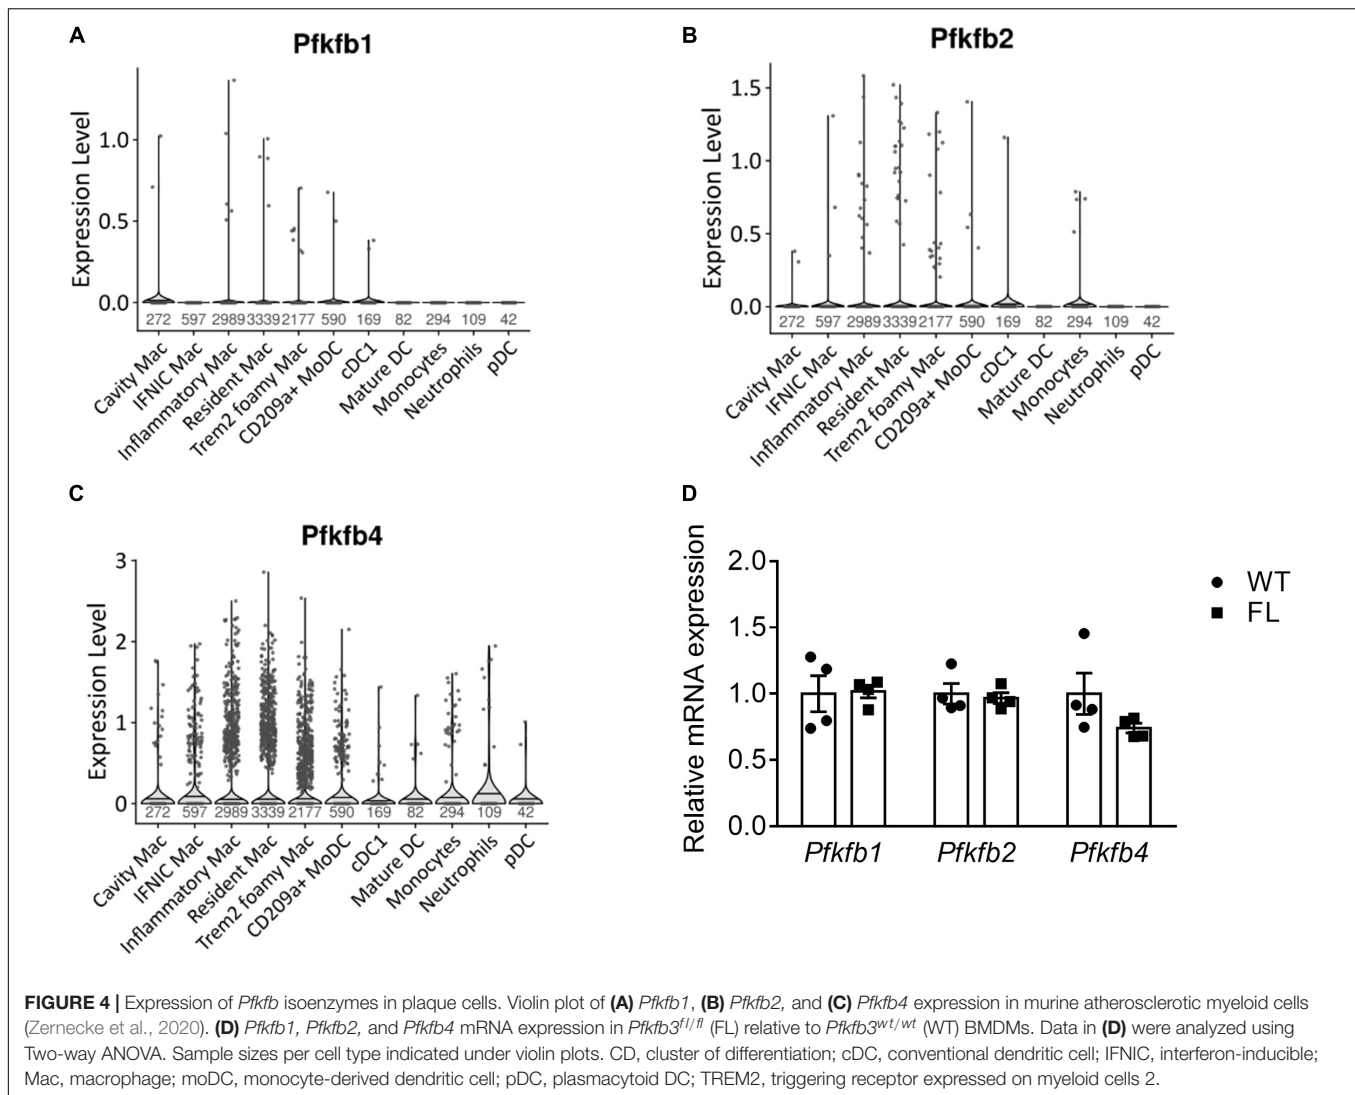 A
Pfkfb1
Expression Level
1.0
0.5
0.0
272 597 2989 3339 2177 590 169 82 294 109 42
Cavity Mac
IFNIC Mac
Inflammatory Mac
Resident Mac
Trem2 foamy Mac
CD209a+ MoDC
cDC1
Mature DC
Monocytes
Neutrophils
pDC
B
Pfkfb2
Expression Level
1.5
1.0
0.5
0.0
272 597 2989 3339 2177 590 169 82 294 109 42
Cavity Mac
IFNIC Mac
Inflammatory Mac
Resident Mac
Trem2 foamy Mac
CD209a+ MoDC
cDC1
Mature DC
Monocytes
Neutrophils
pDC
C
Pfkfb4
Expression Level
3
2
1
0
272 597 2989 3339 2177 590 169 82 294 109 42
Cavity Mac
IFNIC Mac
Inflammatory Mac
Resident Mac
Trem2 foamy Mac
CD209a+ MoDC
cDC1
Mature DC
Monocytes
Neutrophils
pDC
D
Relative mRNA expression
2.0
1.5
1.0
0.5
0.0
Pfkfb1 Pfkfb2 Pfkfb4
WT
FL
FIGURE 4 | Expression of Pfkfb isoenzymes in plaque cells. Violin plot of (A) Pfkfb1, (B) Pfkfb2, and (C) Pfkfb4 expression in murine atherosclerotic myeloid cells
(Zernecke et al., 2020). (D) Pfkfb1, Pfkfb2, and Pfkfb4 mRNA expression in Pfkfb3fl/fl (FL) relative to Pfkfb3wt/wt (WT) BMDMs. Data in (D) were analyzed using
Two-way ANOVA. Sample sizes per cell type indicated under violin plots. CD, cluster of differentiation; cDC, conventional dendritic cell; IFNIC, interferon-inducible;
Mac, macrophage; moDC, monocyte-derived dendritic cell; pDC, plasmacytoid DC; TREM2, triggering receptor expressed on myeloid cells 2.